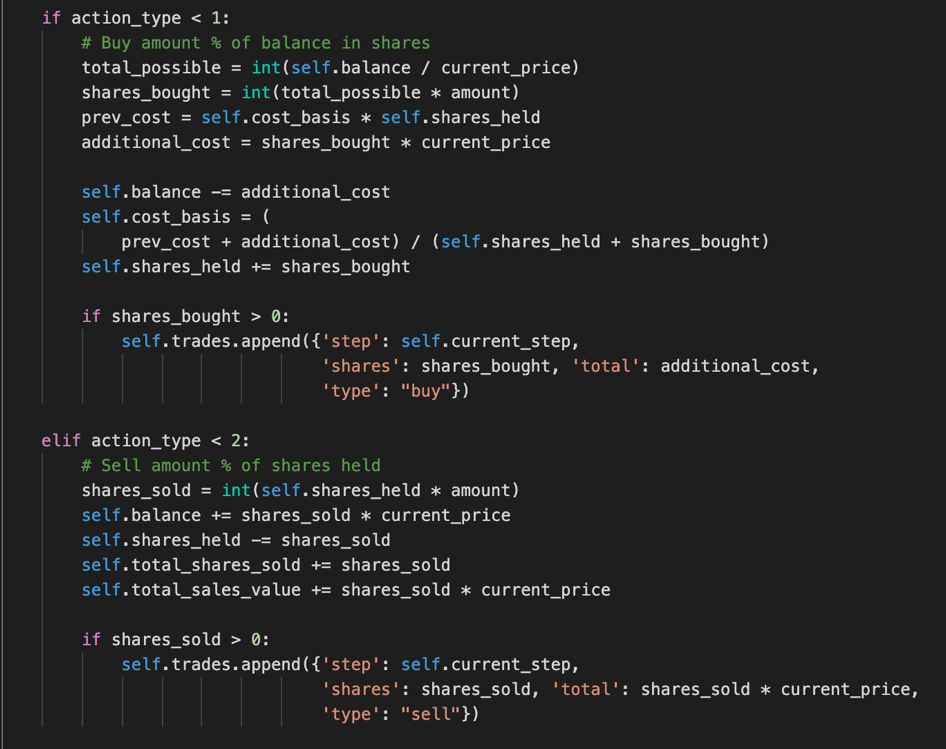 if action_type < 1:
    # Buy amount % of balance in shares
    total_possible = int(self.balance / current_price)
    shares_bought = int(total_possible * amount)
    prev_cost = self.cost_basis * self.shares_held
    additional_cost = shares_bought * current_price

    self.balance -= additional_cost
    self.cost_basis = (
        prev_cost + additional_cost) / (self.shares_held + shares_bought)
    self.shares_held += shares_bought

    if shares_bought > 0:
        self.trades.append({'step': self.current_step,
                            'shares': shares_bought, 'total': additional_cost,
                            'type': "buy"})

elif action_type < 2:
    # Sell amount % of shares held
    shares_sold = int(self.shares_held * amount)
    self.balance += shares_sold * current_price
    self.shares_held -= shares_sold
    self.total_shares_sold += shares_sold
    self.total_sales_value += shares_sold * current_price

    if shares_sold > 0:
        self.trades.append({'step': self.current_step,
                            'shares': shares_sold, 'total': shares_sold * current_price,
                            'type': "sell"})